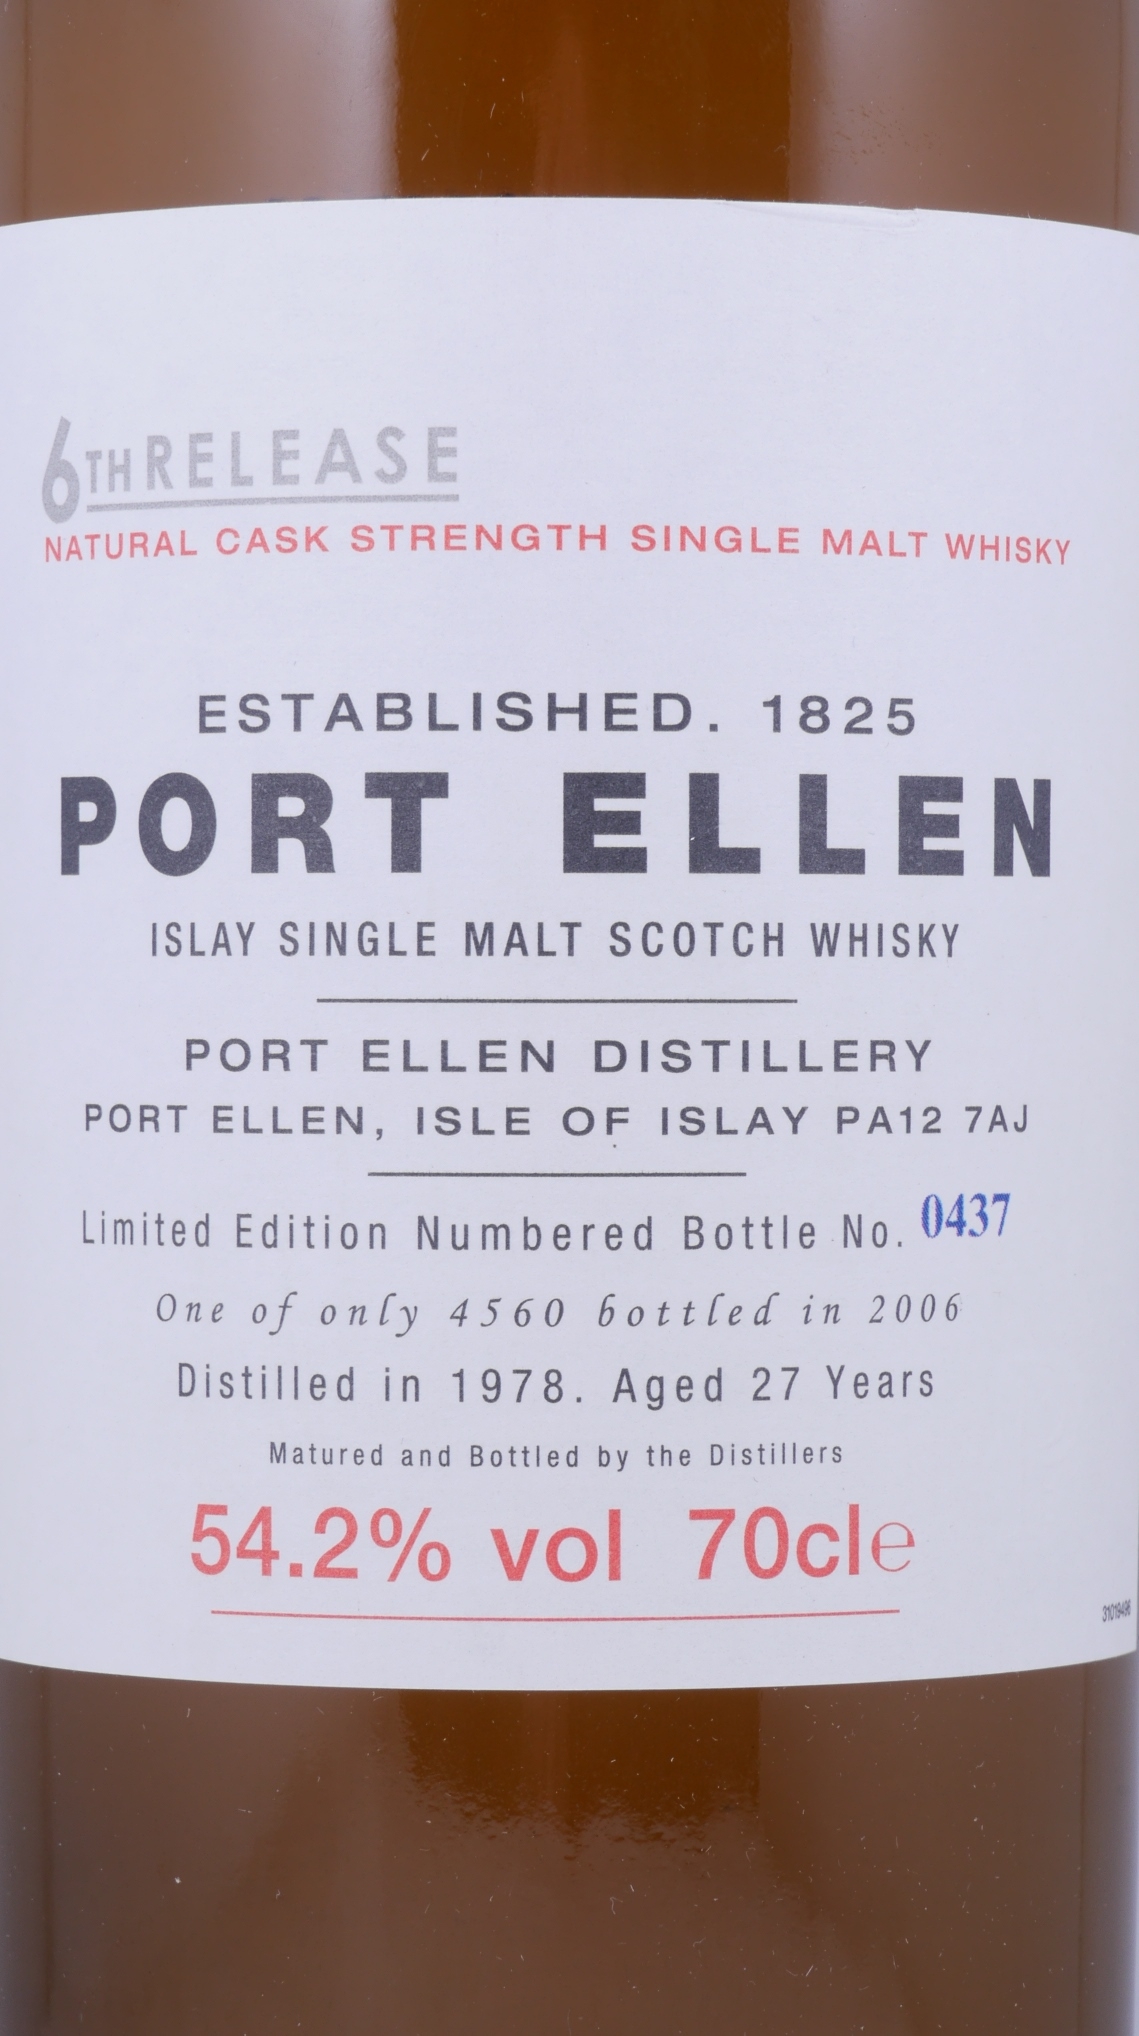 6TH RELEASE
NATURAL CASK STRENGTH SINGLE MALT WHISKY
ESTABLISHED. 1825
PORT ELLEN
ISLAY SINGLE MALT SCOTCH WHISKY
PORT ELLEN DISTILLERY
PORT ELLEN, ISLE OF ISLAY PA12 7AJ
Limited Edition Numbered Bottle No. 0437
One of only 4560 bottled in 2006
Distilled in 1978. Aged 27 Years
Matured and Bottled by the Distillers
54.2% vol 70cl e